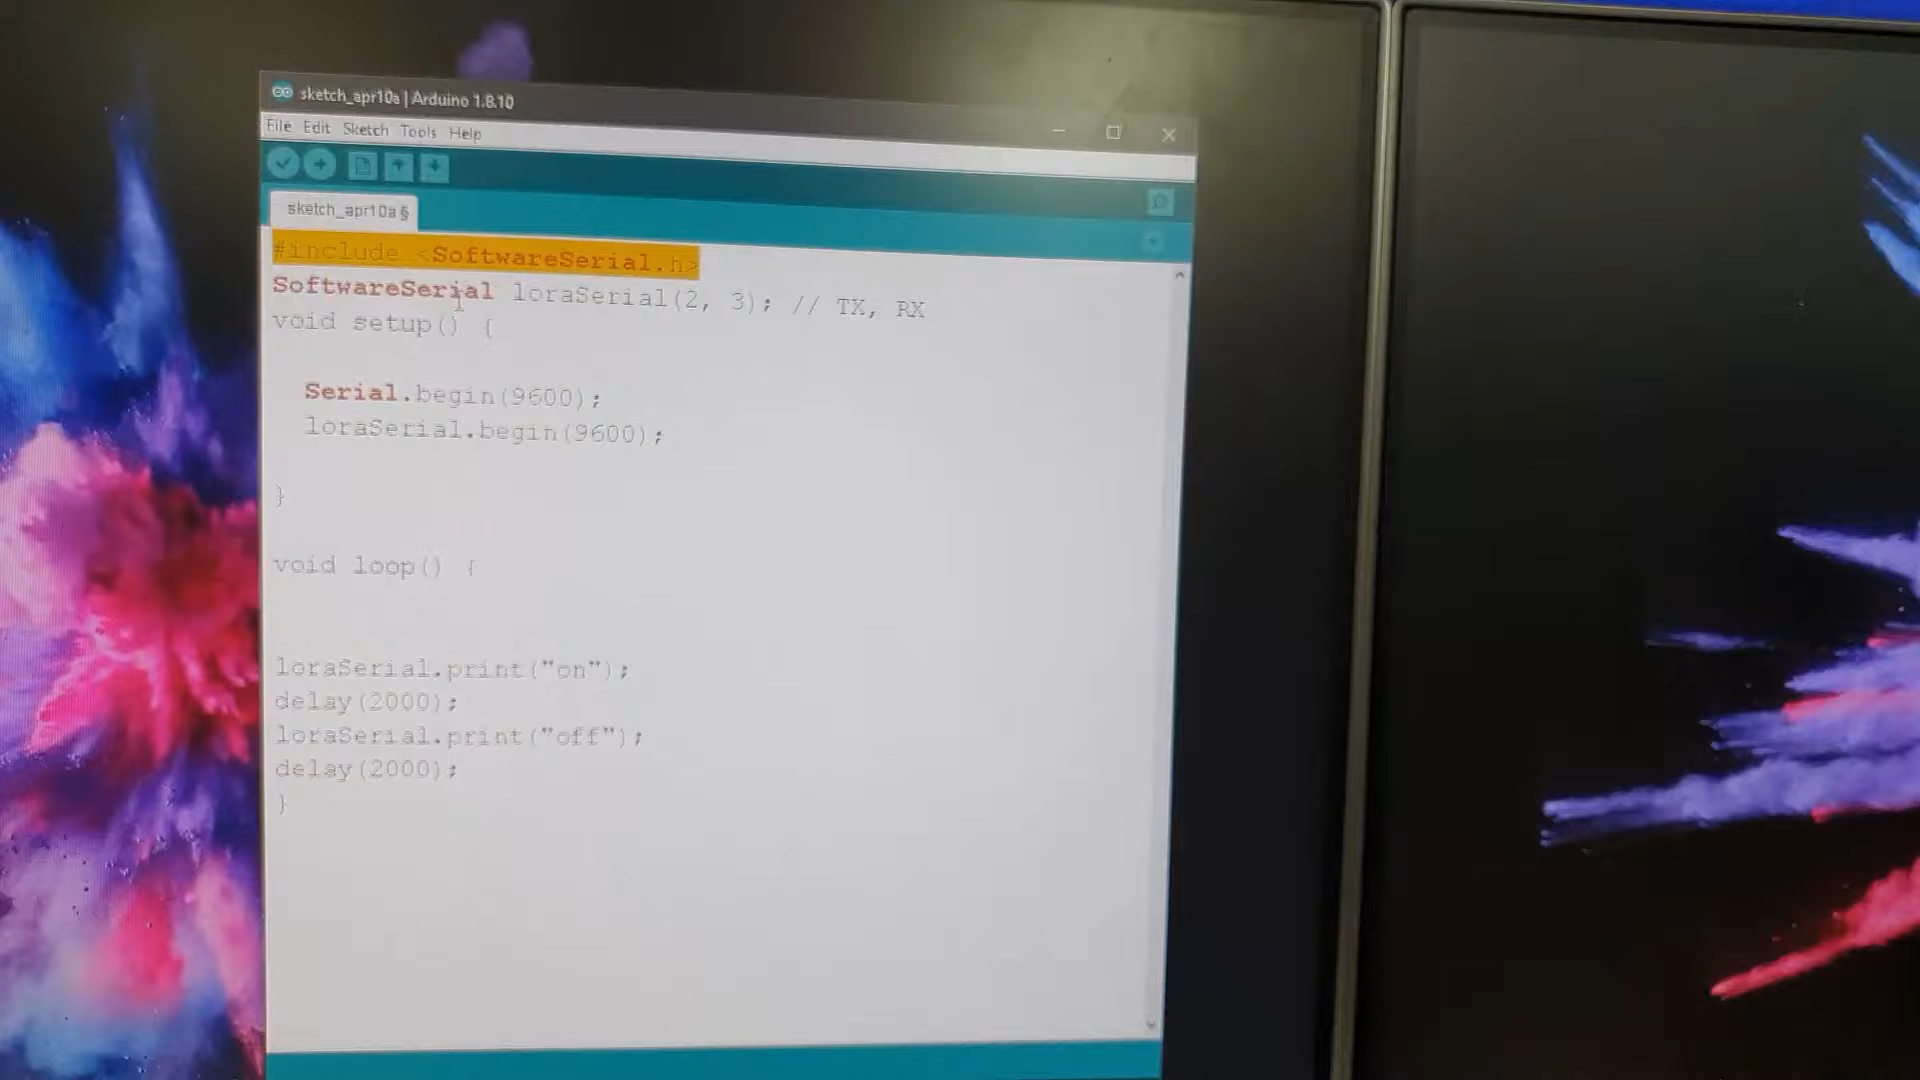 sketch_apr10a | Arduino 1.8.10
File Edit Sketch Tools Help
sketch_apr10a §
#include <SoftwareSerial.h>
SoftwareSerial loraSerial(2, 3); // TX, RX
void setup() {
Serial.begin(9600);
loraSerial.begin(9600);
}
void loop() {
loraSerial.print("on");
delay(2000);
loraSerial.print("off");
delay(2000);
}